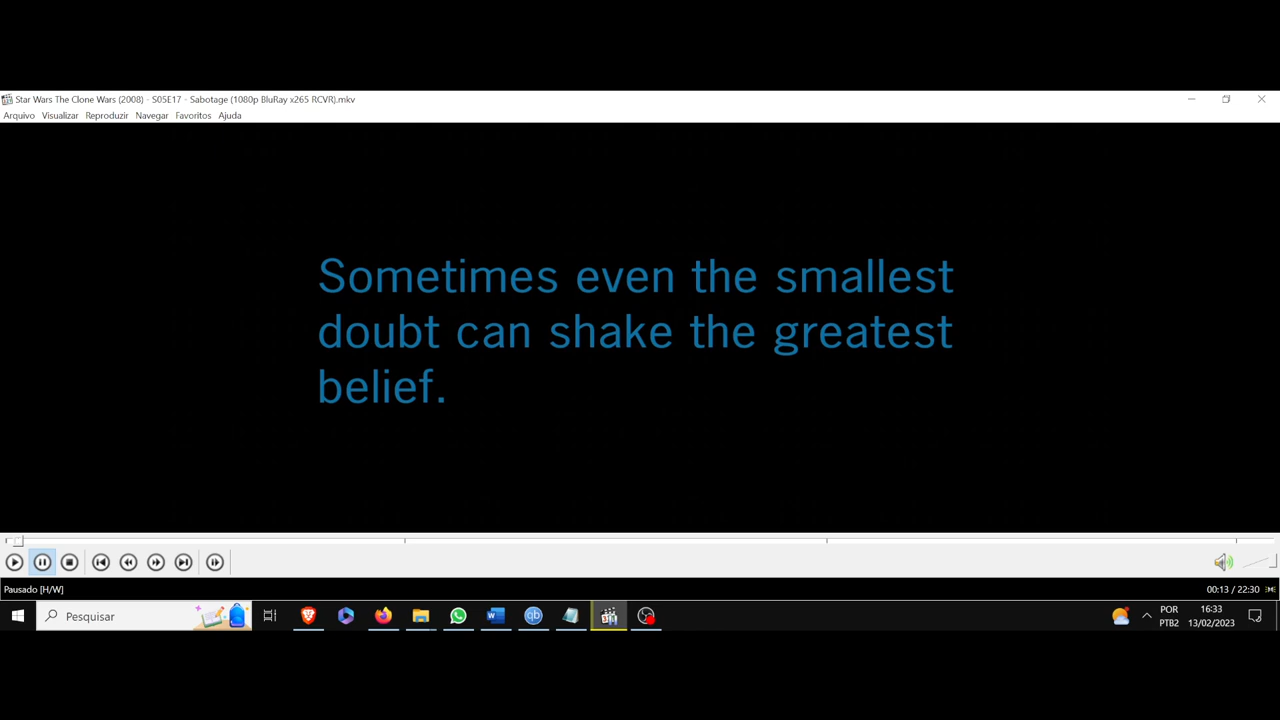 Star Wars The Clone Wars (2008) - S05E17 - Sabotage (1080p BluRay x265 RCVR).mkv
Arquivo Visualizar Reproduzir Navegar Favoritos Ajuda
Sometimes even the smallest
doubt can shake the greatest
belief.
Pausado [H/W]
00:13 / 22:30
Pesquisar
W
qb
POR
PTB2
16:33
13/02/2023